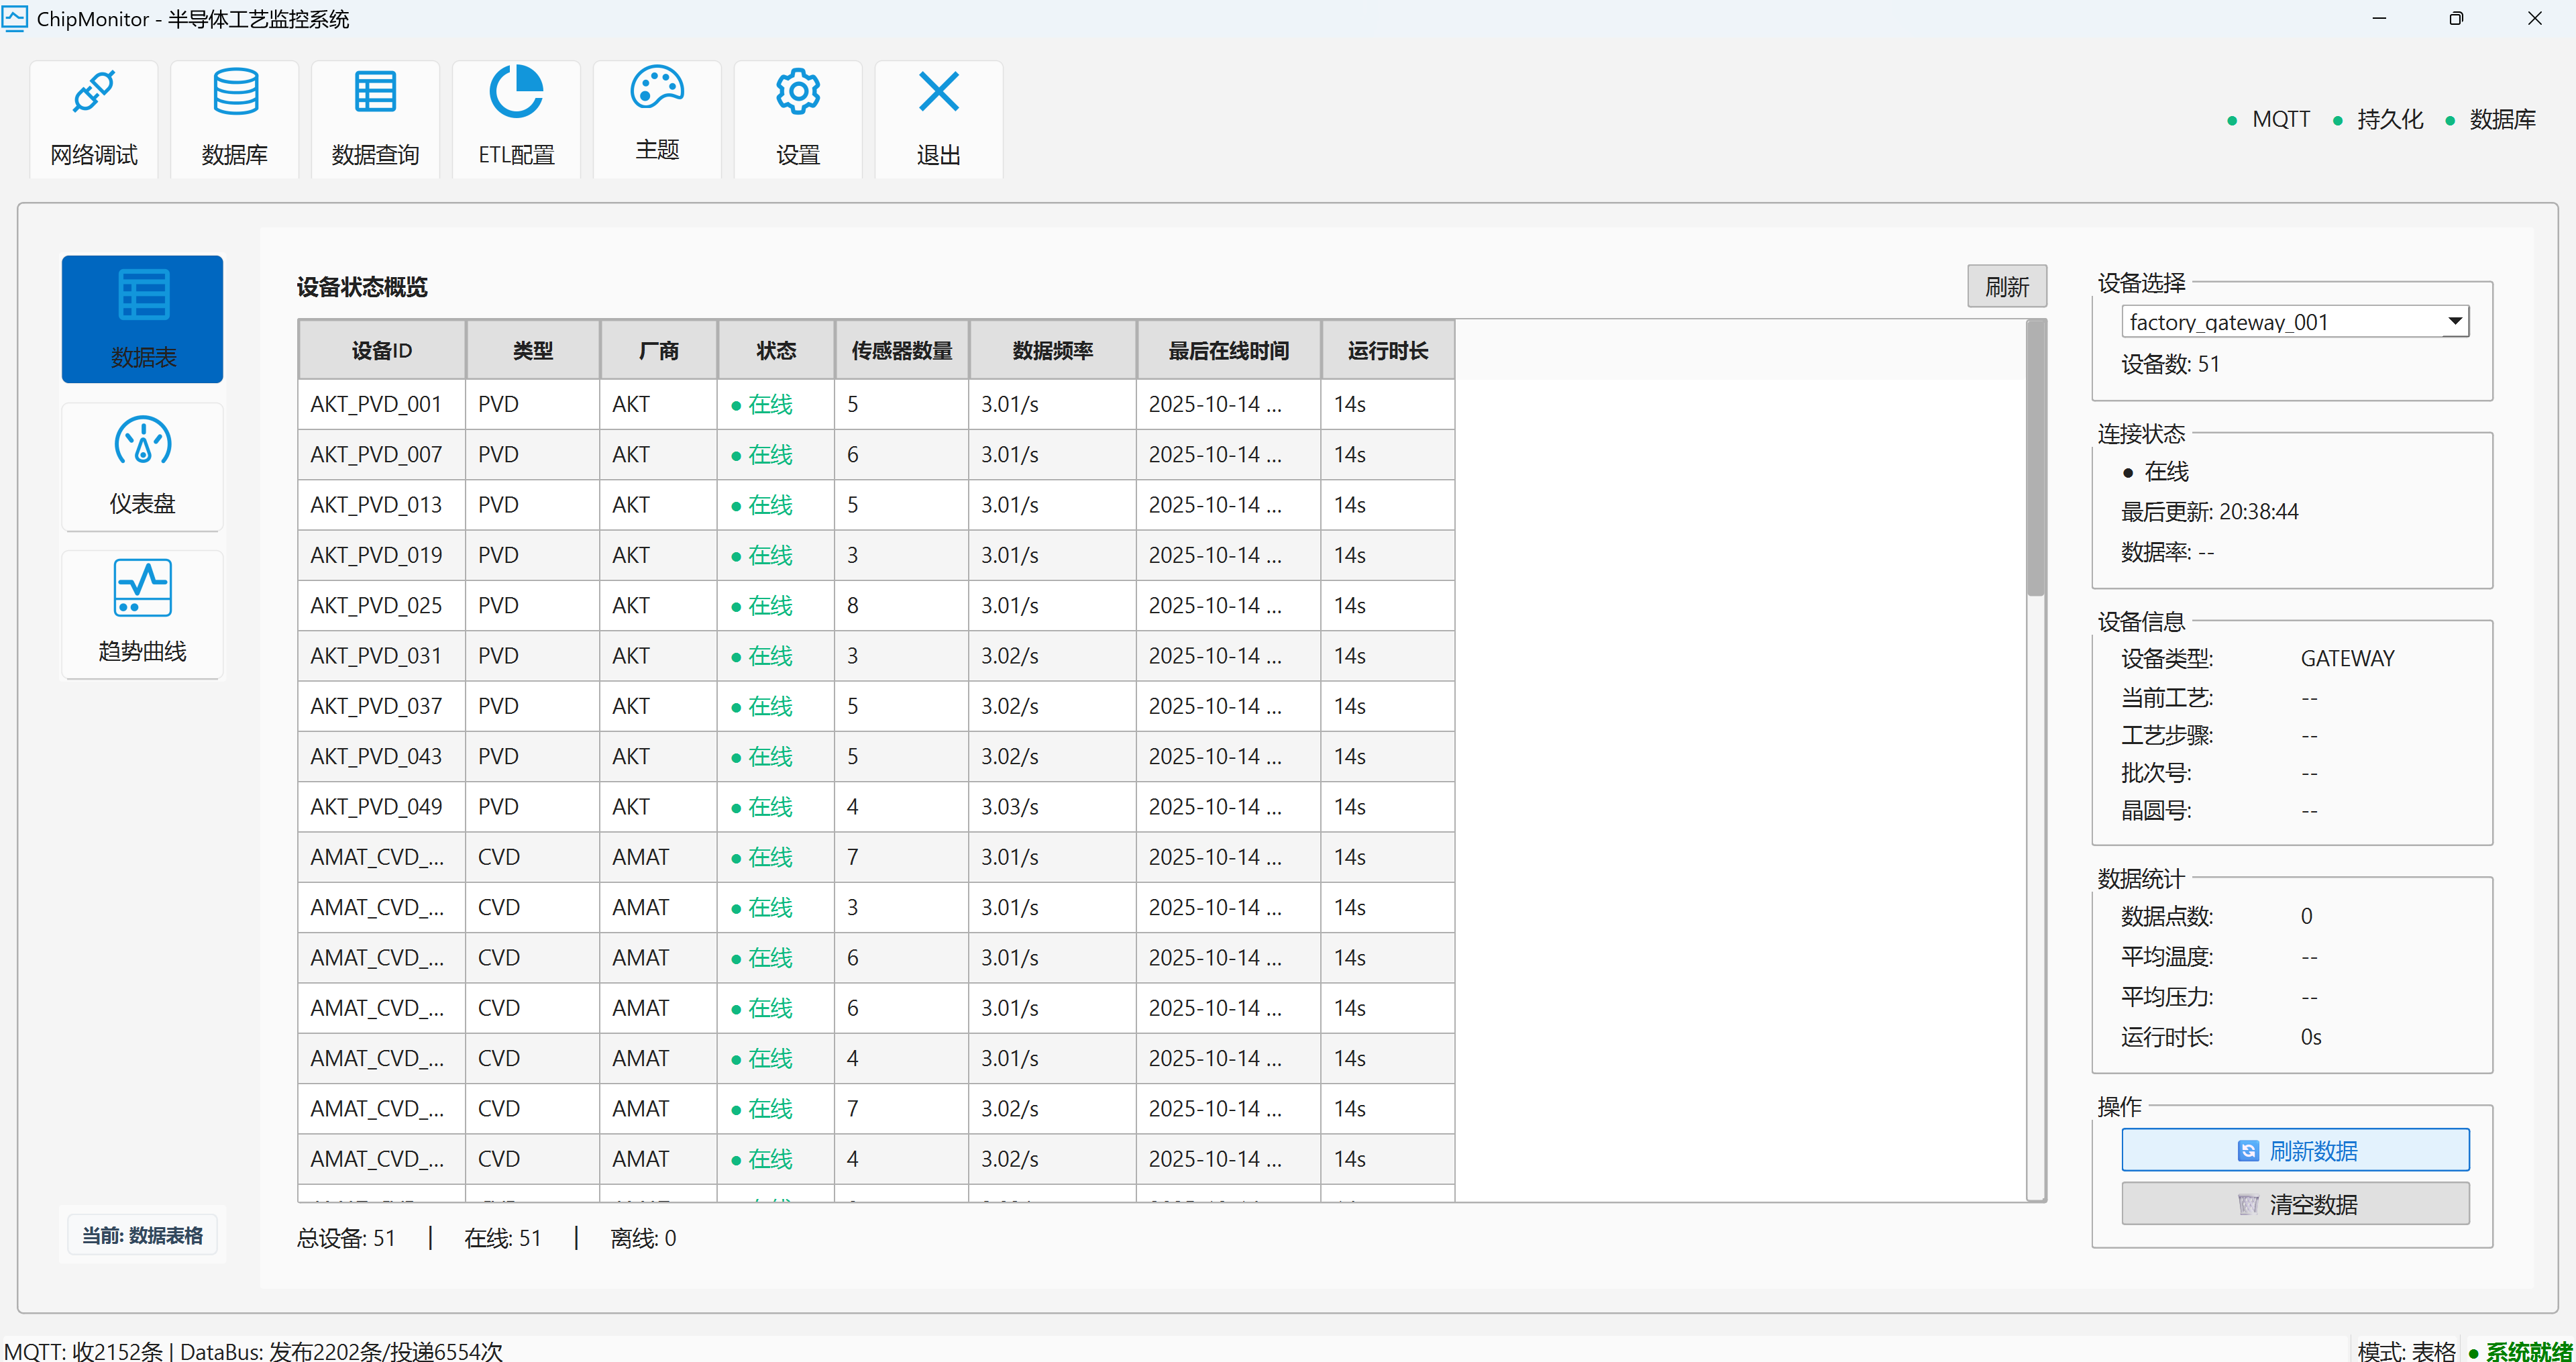 ChipMonitor - 半导体工艺监控系统
网络调试 数据库 数据查询 ETL配置 主题 设置 退出
● MQTT ● 持久化 ● 数据库
数据表
仪表盘
趋势曲线
当前: 数据表格
设备状态概览 刷新
设备ID 类型 厂商 状态 传感器数量 数据频率 最后在线时间 运行时长
AKT_PVD_001 PVD AKT ● 在线 5 3.01/s 2025-10-14 ... 14s
AKT_PVD_007 PVD AKT ● 在线 6 3.01/s 2025-10-14 ... 14s
AKT_PVD_013 PVD AKT ● 在线 5 3.01/s 2025-10-14 ... 14s
AKT_PVD_019 PVD AKT ● 在线 3 3.01/s 2025-10-14 ... 14s
AKT_PVD_025 PVD AKT ● 在线 8 3.01/s 2025-10-14 ... 14s
AKT_PVD_031 PVD AKT ● 在线 3 3.02/s 2025-10-14 ... 14s
AKT_PVD_037 PVD AKT ● 在线 5 3.02/s 2025-10-14 ... 14s
AKT_PVD_043 PVD AKT ● 在线 5 3.02/s 2025-10-14 ... 14s
AKT_PVD_049 PVD AKT ● 在线 4 3.03/s 2025-10-14 ... 14s
AMAT_CVD_... CVD AMAT ● 在线 7 3.01/s 2025-10-14 ... 14s
AMAT_CVD_... CVD AMAT ● 在线 3 3.01/s 2025-10-14 ... 14s
AMAT_CVD_... CVD AMAT ● 在线 6 3.01/s 2025-10-14 ... 14s
AMAT_CVD_... CVD AMAT ● 在线 6 3.01/s 2025-10-14 ... 14s
AMAT_CVD_... CVD AMAT ● 在线 4 3.01/s 2025-10-14 ... 14s
AMAT_CVD_... CVD AMAT ● 在线 7 3.02/s 2025-10-14 ... 14s
AMAT_CVD_... CVD AMAT ● 在线 4 3.02/s 2025-10-14 ... 14s
总设备: 51 | 在线: 51 | 离线: 0
设备选择
factory_gateway_001
设备数: 51
连接状态
● 在线
最后更新: 20:38:44
数据率: --
设备信息
设备类型: GATEWAY
当前工艺: --
工艺步骤: --
批次号: --
晶圆号: --
数据统计
数据点数: 0
平均温度: --
平均压力: --
运行时长: 0s
操作
刷新数据
清空数据
MQTT: 收2152条 | DataBus: 发布2202条/投递6554次
模式: 表格 ● 系统就绪